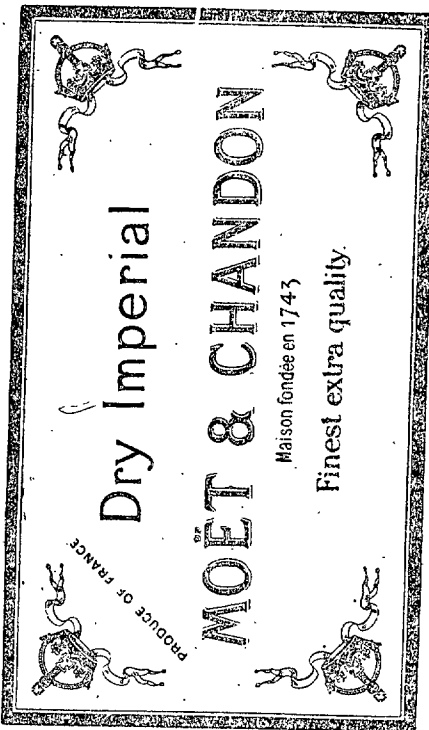 PRODUCE OF FRANCE
Dry Imperial
MOËT & CHANDON
Maison fondée en 1743
Finest extra quality.